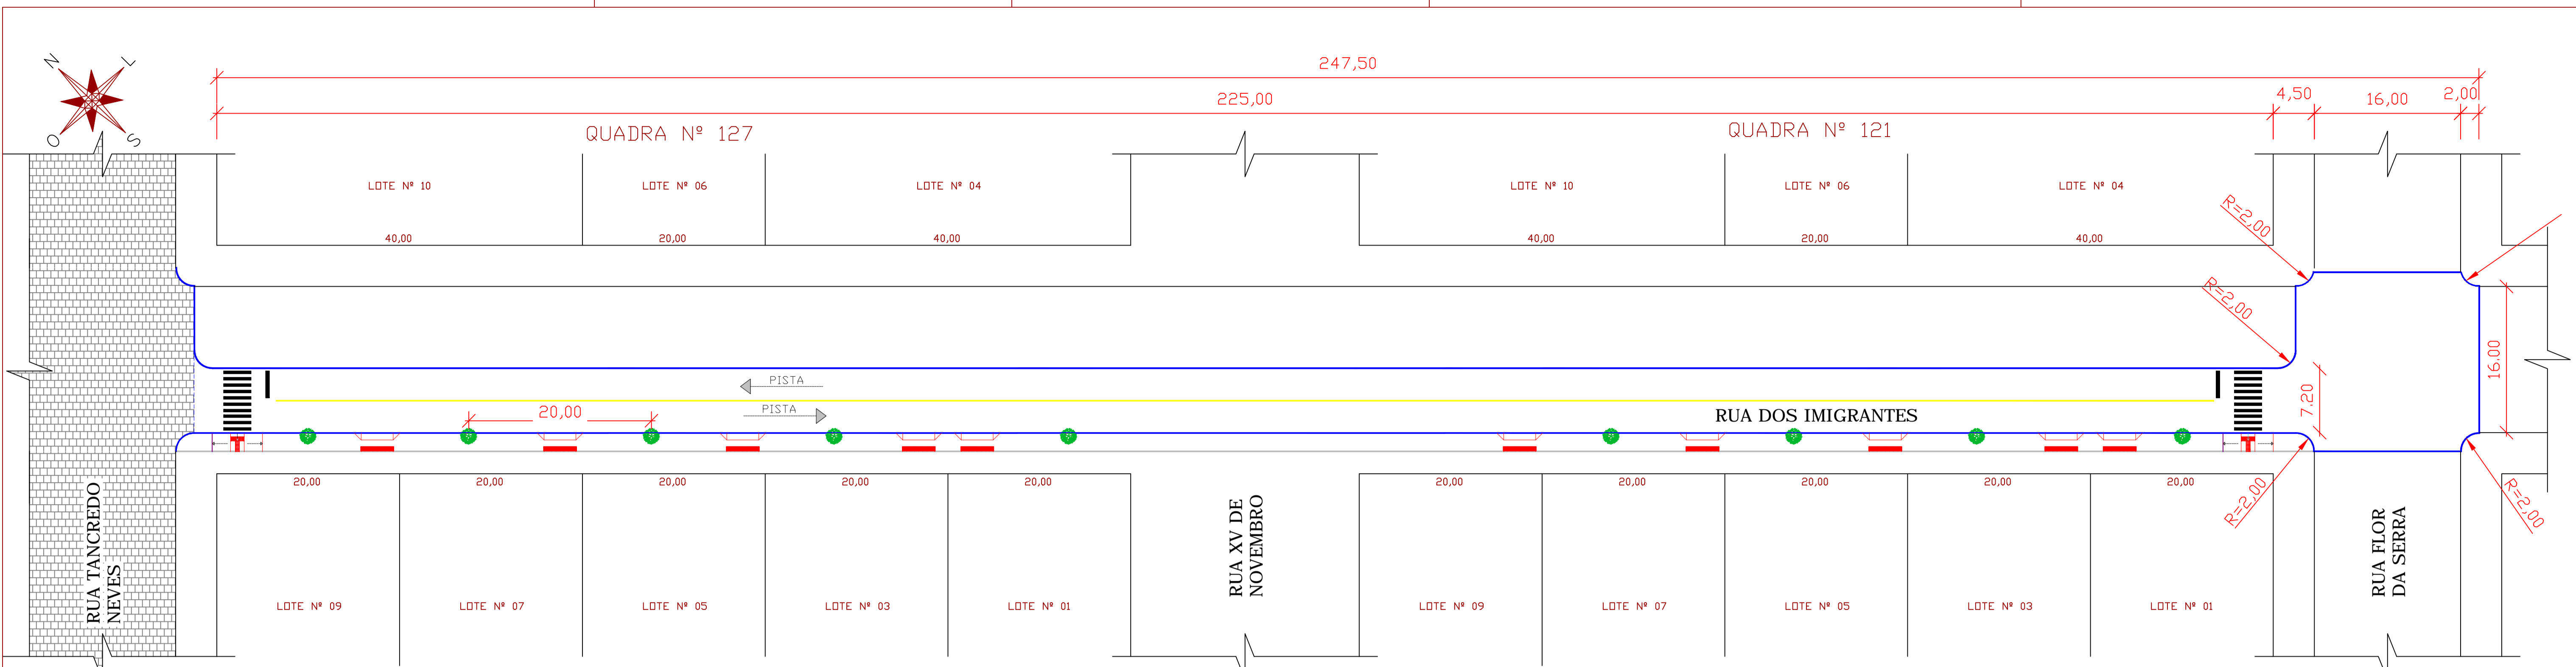 247,50
225,00
4,50
16,00
2,00
N
L
O
S
QUADRA Nº 127
QUADRA Nº 121
LOTE Nº 10
LOTE Nº 06
LOTE Nº 04
LOTE Nº 10
LOTE Nº 06
LOTE Nº 04
40,00
20,00
40,00
40,00
20,00
40,00
R=2,00
R=2,00
PISTA
PISTA
20,00
RUA DOS IMIGRANTES
7.20
16.00
20,00
20,00
20,00
20,00
20,00
20,00
20,00
20,00
20,00
20,00
R=2,00
R=2,00
RUA TANCREDO
NEVES
RUA XV DE
NOVEMBRO
RUA FLOR
DA SERRA
LOTE Nº 09
LOTE Nº 07
LOTE Nº 05
LOTE Nº 03
LOTE Nº 01
LOTE Nº 09
LOTE Nº 07
LOTE Nº 05
LOTE Nº 03
LOTE Nº 01